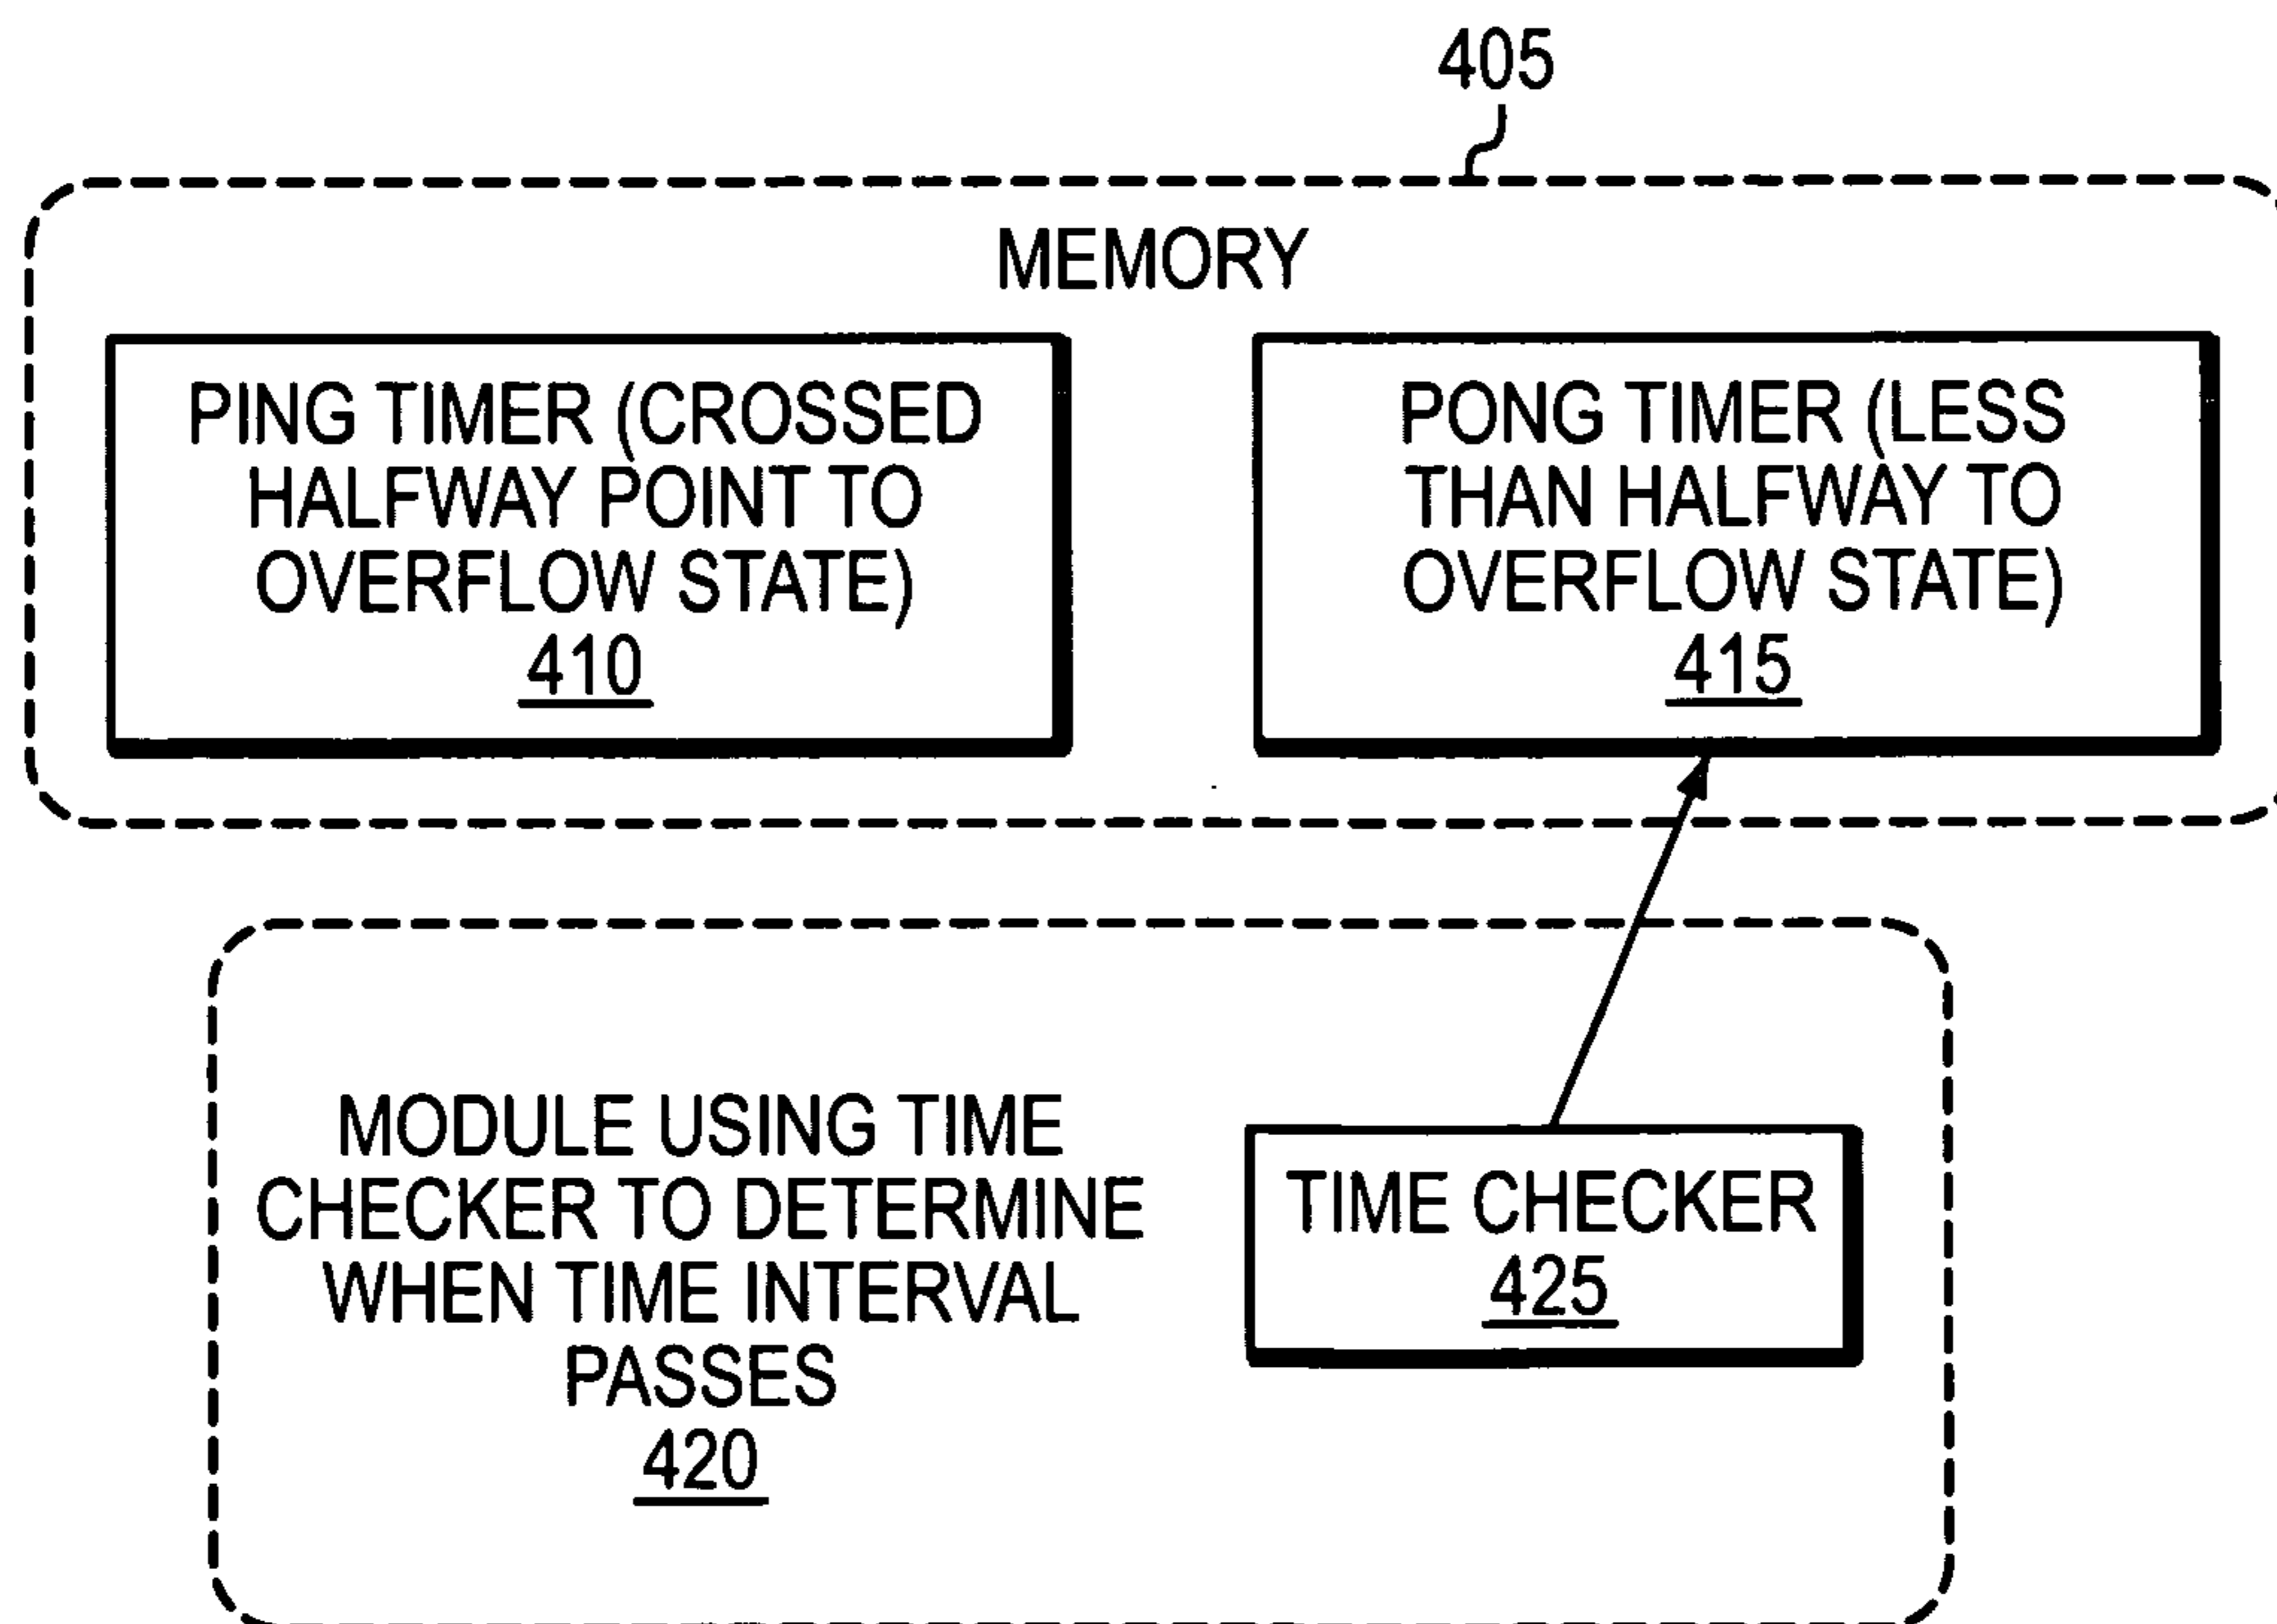 405
MEMORY
PING TIMER (CROSSED
HALFWAY POINT TO
OVERFLOW STATE)
410
PONG TIMER (LESS
THAN HALFWAY TO
OVERFLOW STATE)
415
MODULE USING TIME
CHECKER TO DETERMINE
WHEN TIME INTERVAL
PASSES
420
TIME CHECKER
425